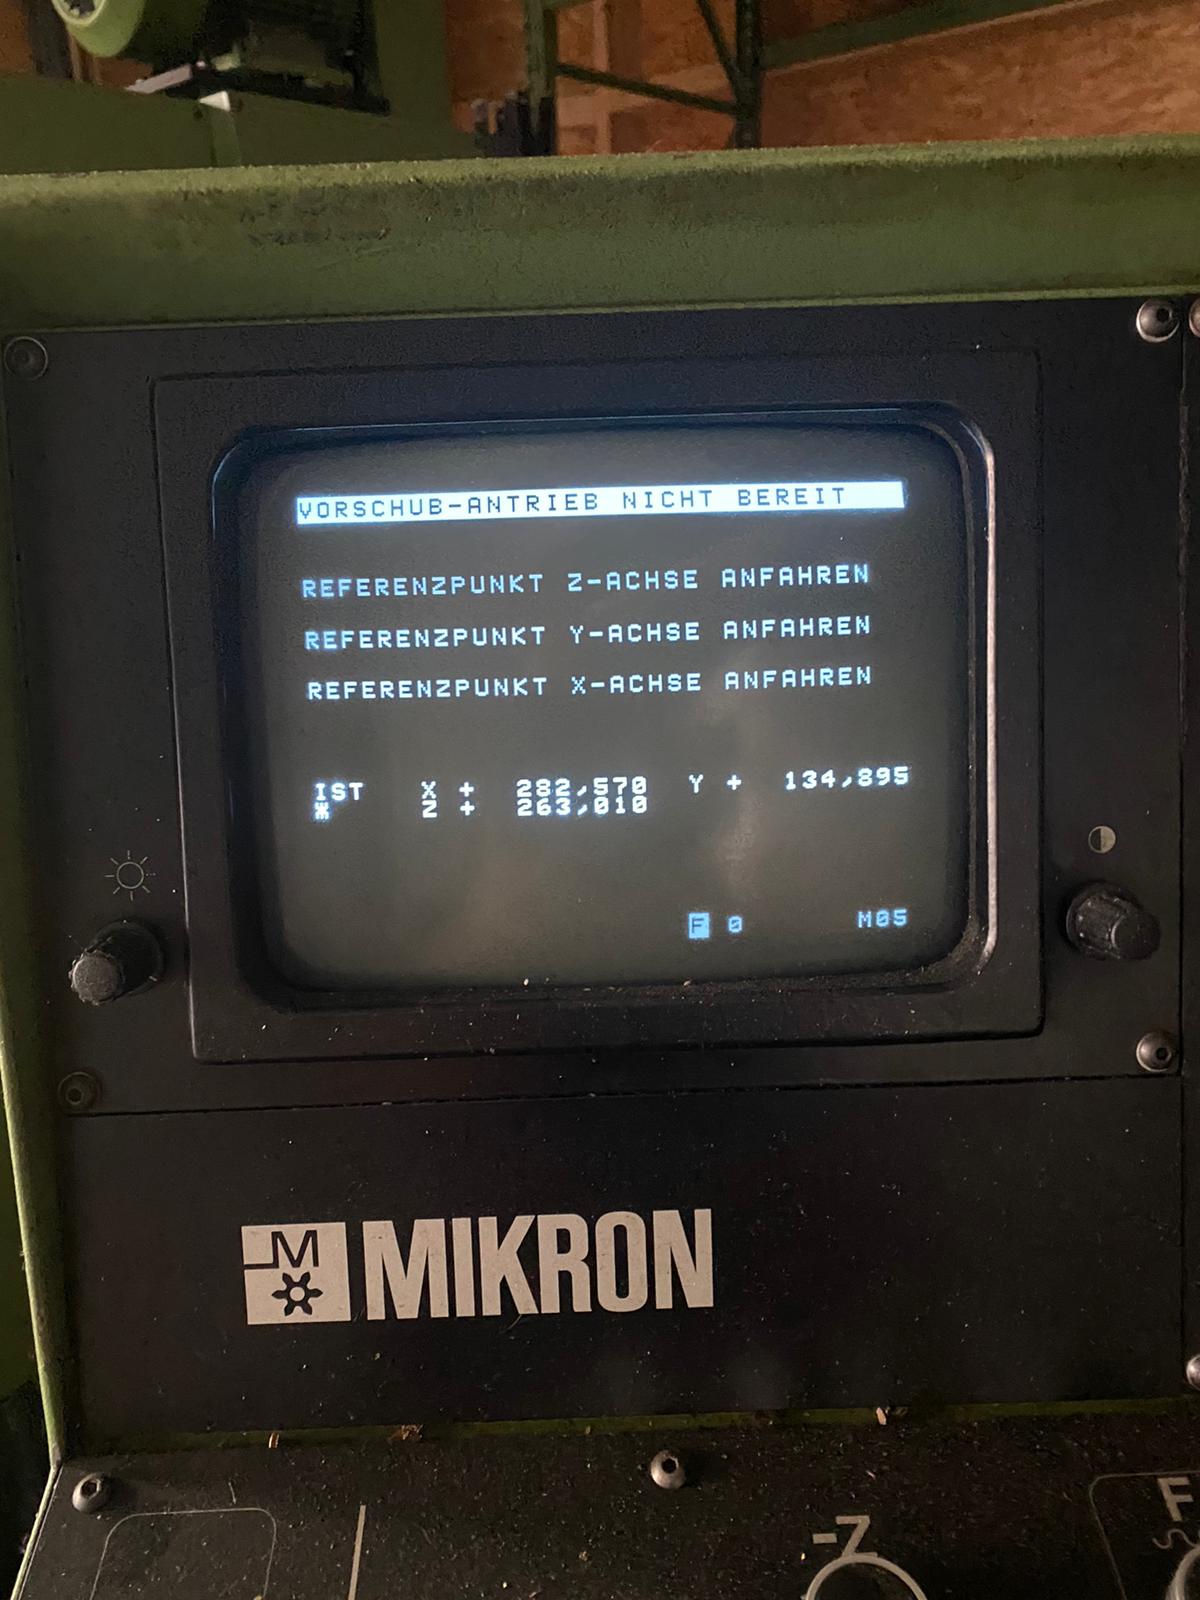 VORSCHUB-ANTRIEB NICHT BEREIT
REFERENZPUNKT Z-ACHSE ANFAHREN
REFERENZPUNKT Y-ACHSE ANFAHREN
REFERENZPUNKT X-ACHSE ANFAHREN
IST X + 282,570 Y + 134,895
Z + 263,010
F 0 M05
M
MIKRON
-Z
F